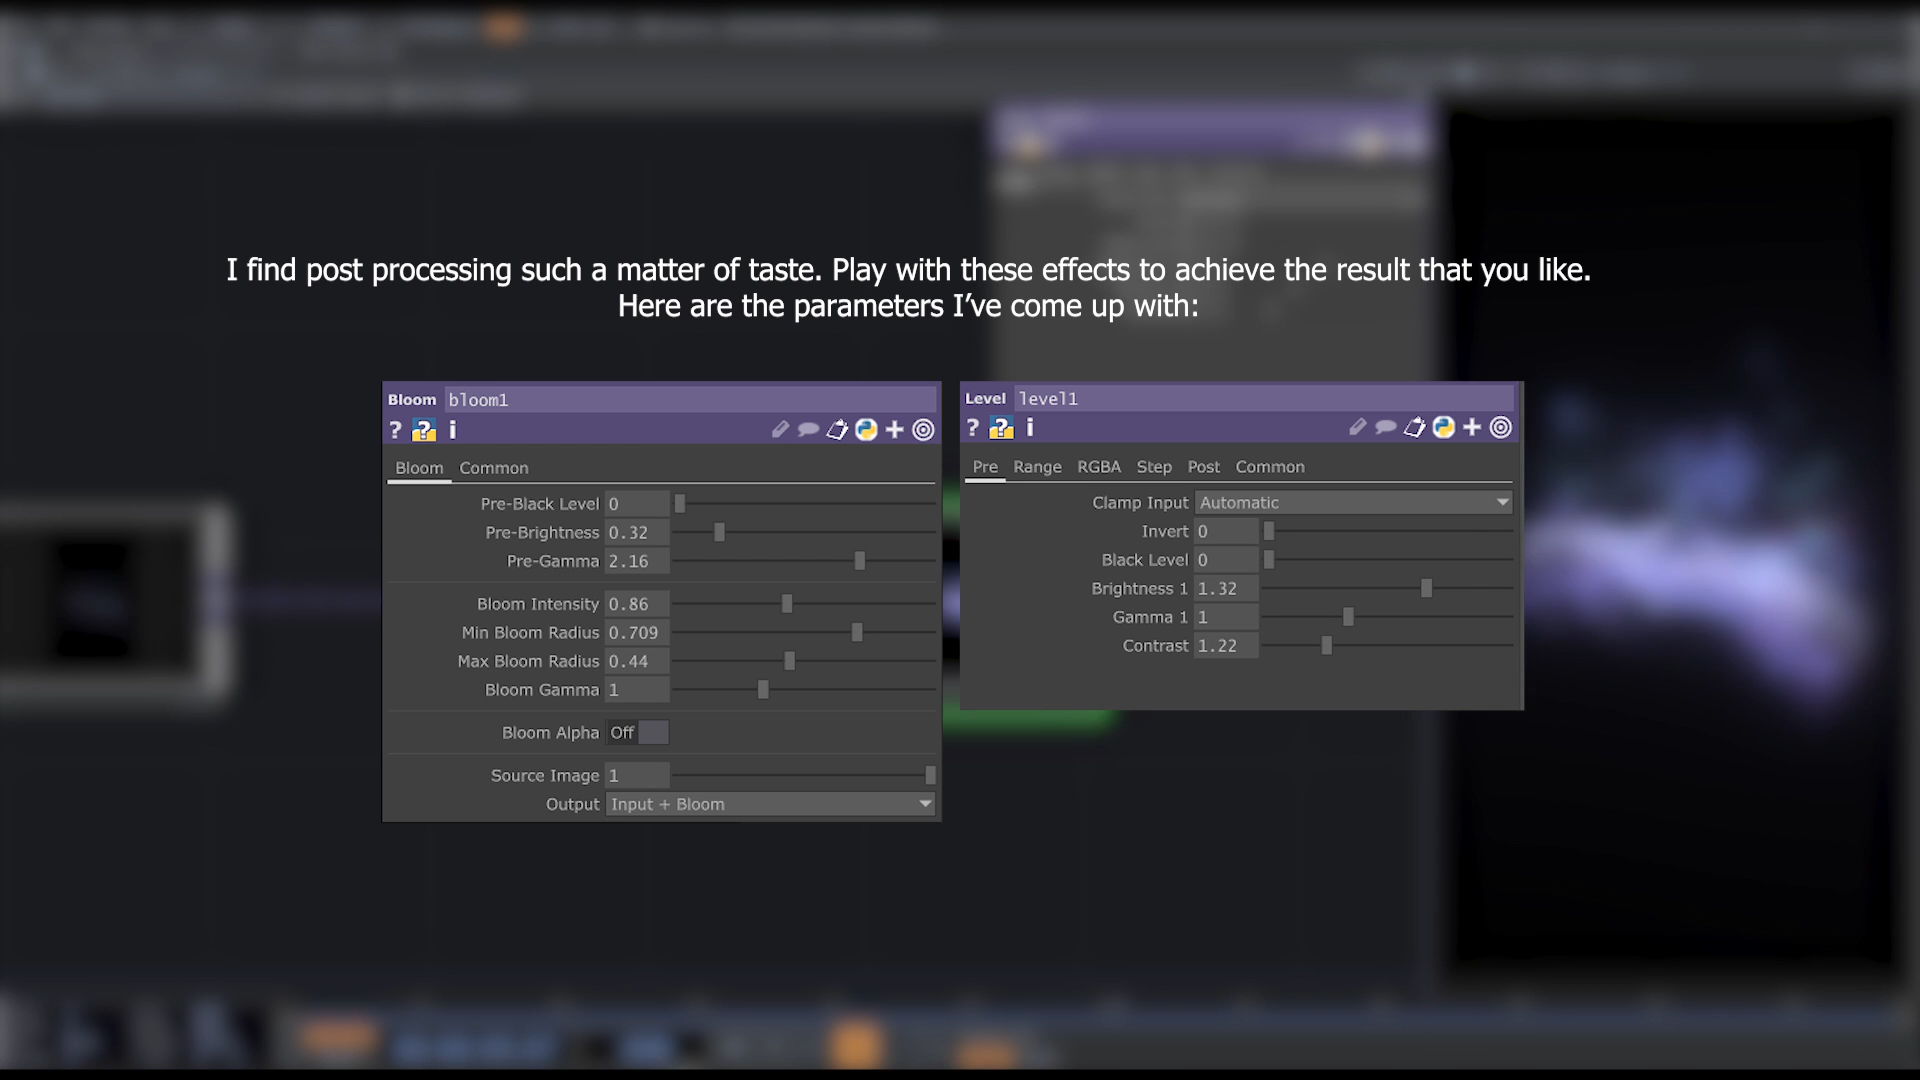 I find post processing such a matter of taste. Play with these effects to achieve the result that you like.
Here are the parameters I've come up with:
Bloom bloom1
? ? i
Bloom Common
Pre-Black Level 0
Pre-Brightness 0.32
Pre-Gamma 2.16
Bloom Intensity 0.86
Min Bloom Radius 0.709
Max Bloom Radius 0.44
Bloom Gamma 1
Bloom Alpha Off
Source Image 1
Output Input + Bloom
Level level1
? ? i
Pre Range RGBA Step Post Common
Clamp Input Automatic
Invert 0
Black Level 0
Brightness 1 1.32
Gamma 1 1
Contrast 1.22